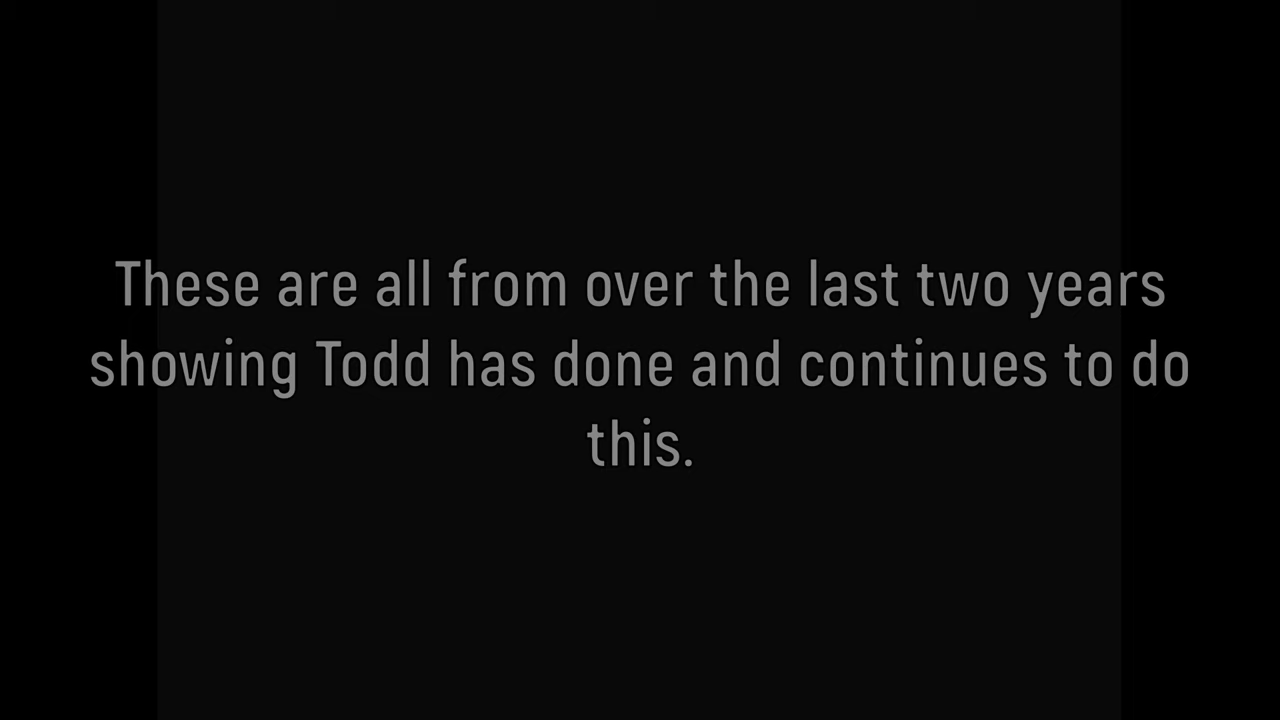 These are all from over the last two years
showing Todd has done and continues to do
this.